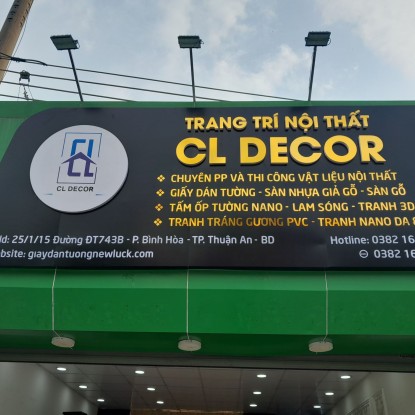 TRANG TRÍ NỘI THẤT
CL DECOR
CL DECOR
❖ CHUYÊN PP VÀ THI CÔNG VẬT LIỆU NỘI THẤT
❖ GIẤY DÁN TƯỜNG - SÀN NHỰA GIẢ GỖ - SÀN GỖ
❖ TẤM ỐP TƯỜNG NANO - LAM SÓNG - TRANH 3D
❖ TRANH TRÁNG GƯƠNG PVC - TRANH NANO DA
dd: 25/1/15 Đường ĐT743B - P. Bình Hòa - TP. Thuận An - BD
Hotline: 0382 16
ebsite: giaydantuongnewluck.com
0382 16